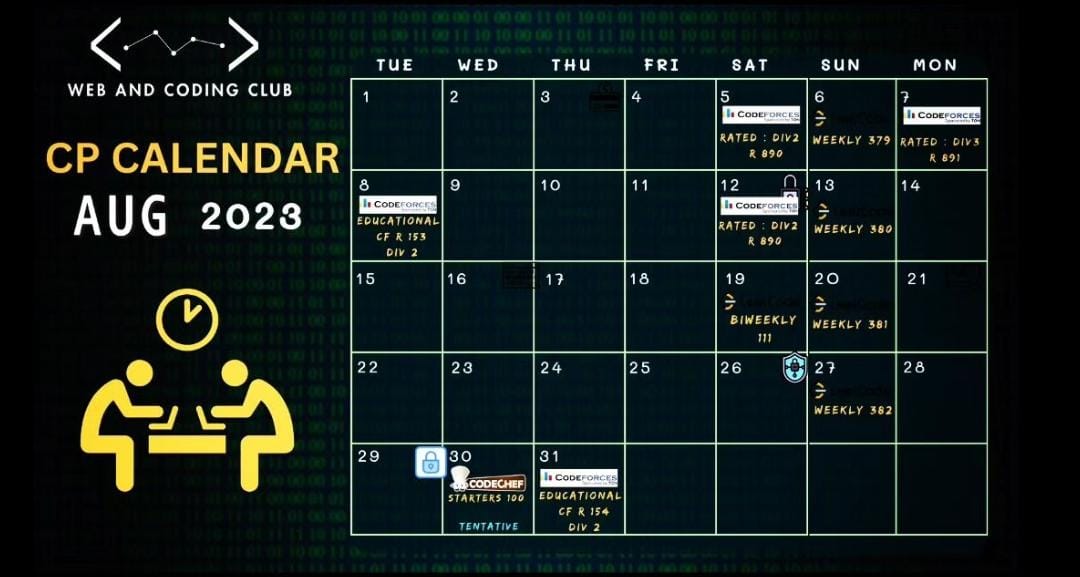 WEB AND CODING CLUB
CP CALENDAR
AUG 2023
TUE WED THU FRI SAT SUN MON
1 2 3 4 5 6 7
CODEFORCES
RATED : DIV2
R 890
WEEKLY 379
CODEFORCES
RATED : DIV3
R 891
8 9 10 11 12 13 14
CODEFORCES
EDUCATIONAL
CF R 153
DIV 2
CODEFORCES
RATED : DIV2
R 890
WEEKLY 380
15 16 17 18 19 20 21
LeetCode
BIWEEKLY
111
LeetCode
WEEKLY 381
22 23 24 25 26 27 28
LeetCode
WEEKLY 382
29 30 31
CODECHEF
STARTERS 100
TENTATIVE
CODEFORCES
EDUCATIONAL
CF R 154
DIV 2